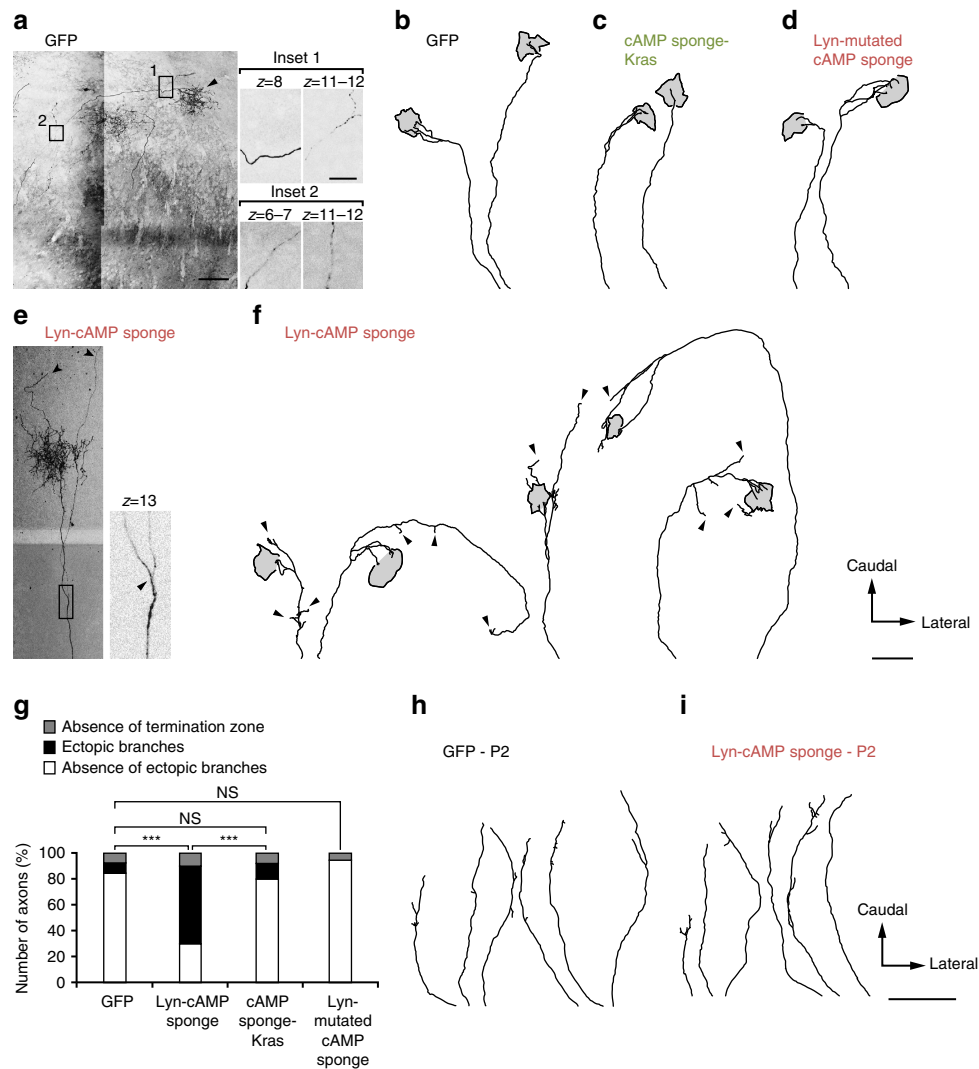 a
GFP
1
2
Inset 1
z=8
z=11–12
Inset 2
z=6–7
z=11–12
b
GFP
c
cAMP sponge-
Kras
d
Lyn-mutated
cAMP sponge
e
Lyn-cAMP sponge
z=13
f
Lyn-cAMP sponge
Caudal
Lateral
g
Absence of termination zone
Ectopic branches
Absence of ectopic branches
NS
NS
***
***
Number of axons (%)
100
80
60
40
20
0
GFP
Lyn-cAMP
sponge
cAMP
sponge-
Kras
Lyn-
mutated
cAMP
sponge
h
GFP - P2
i
Lyn-cAMP sponge - P2
Caudal
Lateral